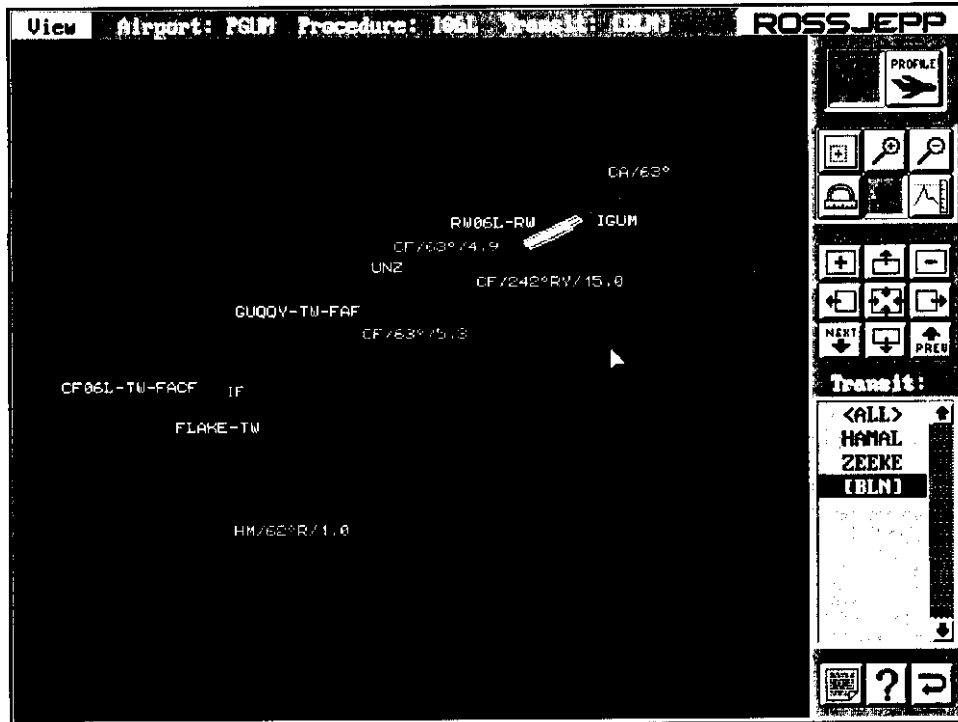 View Airport: PGUM Procedure: I06L Transit: [BLN] ROSSJEPP
PROFILE
CA/63°
RW06L-RW IGUM
CF/63°/4.9
UNZ
CF/242°RV/15.0
GUQQY-TW-FAF
CF/63°/5.3
NEXT PREV
CF06L-TW-FACF IF
Transit:
<ALL>
FLAKE-TW
HAMAL
ZEEKE
[BLN]
HM/62°R/1.0
?